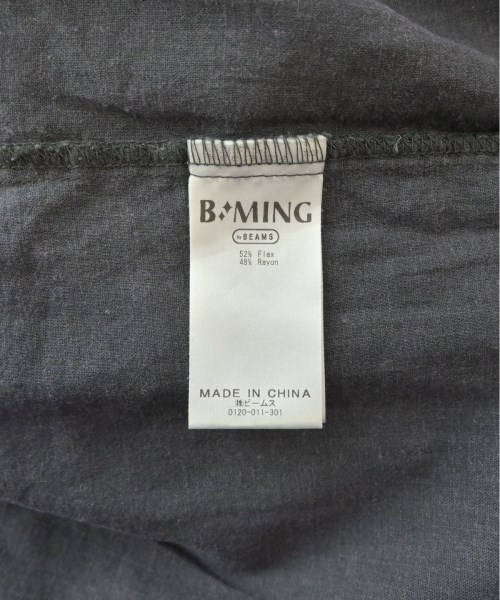 B:MING
by BEAMS
52% Flax
48% Rayon
MADE IN CHINA
㈱ビームス
0120-011-301